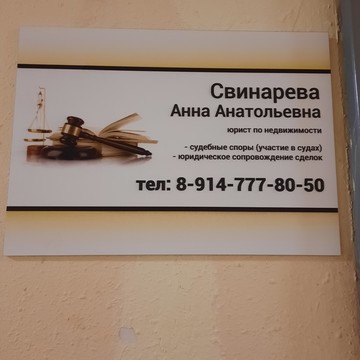 Свинарева
Анна Анатольевна
юрист по недвижимости
- судебные споры (участие в судах)
- юридическое сопровождение сделок
тел: 8-914-777-80-50